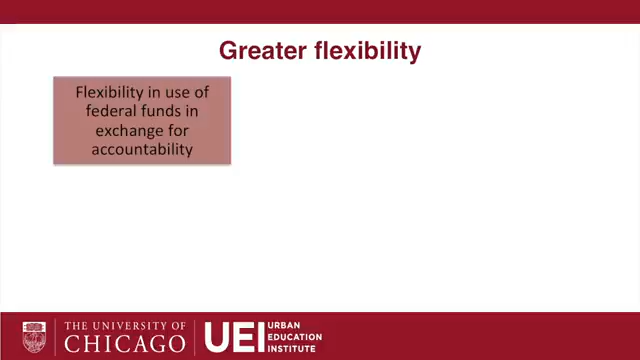 Greater flexibility
Flexibility in use of
federal funds in
exchange for
accountability
THE UNIVERSITY OF
CHICAGO
UEI
URBAN
EDUCATION
INSTITUTE